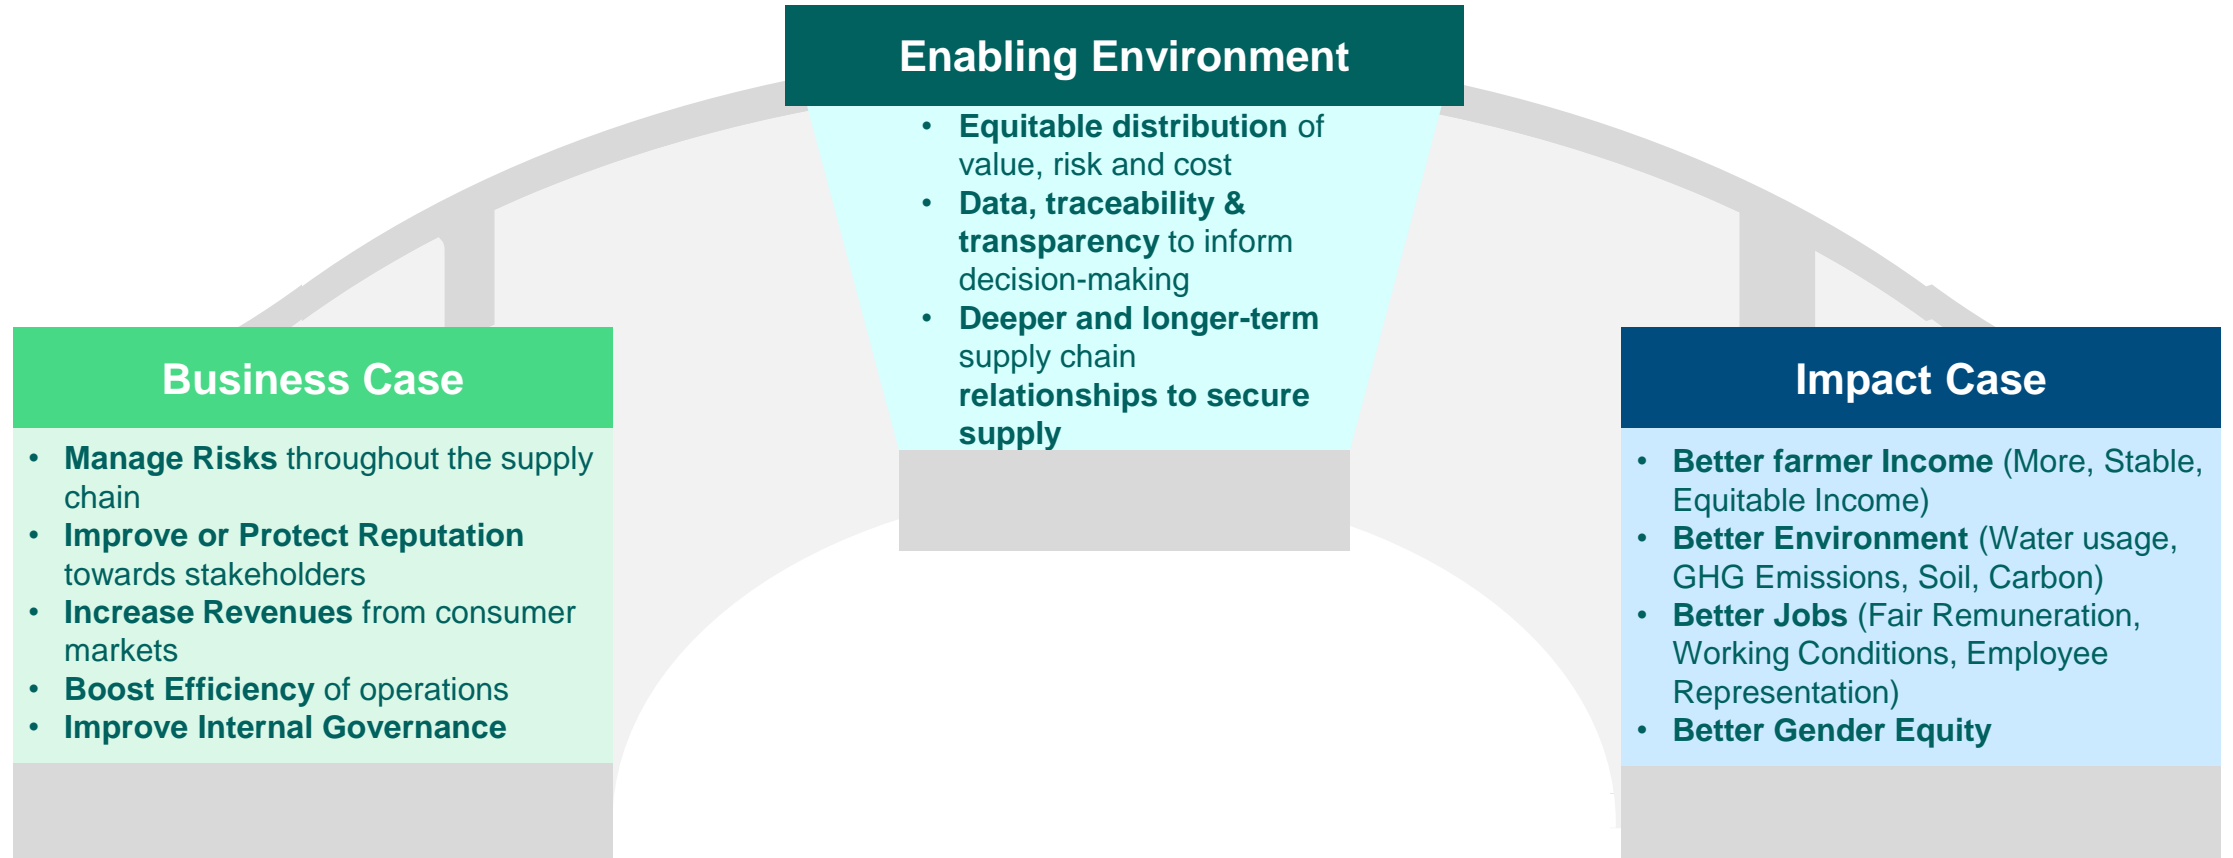 Enabling Environment
• Equitable distribution of
value, risk and cost
• Data, traceability &
transparency to inform
decision-making
• Deeper and longer-term
supply chain
relationships to secure
supply
Business Case
• Manage Risks throughout the supply
chain
• Improve or Protect Reputation
towards stakeholders
• Increase Revenues from consumer
markets
• Boost Efficiency of operations
• Improve Internal Governance
Impact Case
• Better farmer Income (More, Stable,
Equitable Income)
• Better Environment (Water usage,
GHG Emissions, Soil, Carbon)
• Better Jobs (Fair Remuneration,
Working Conditions, Employee
Representation)
• Better Gender Equity